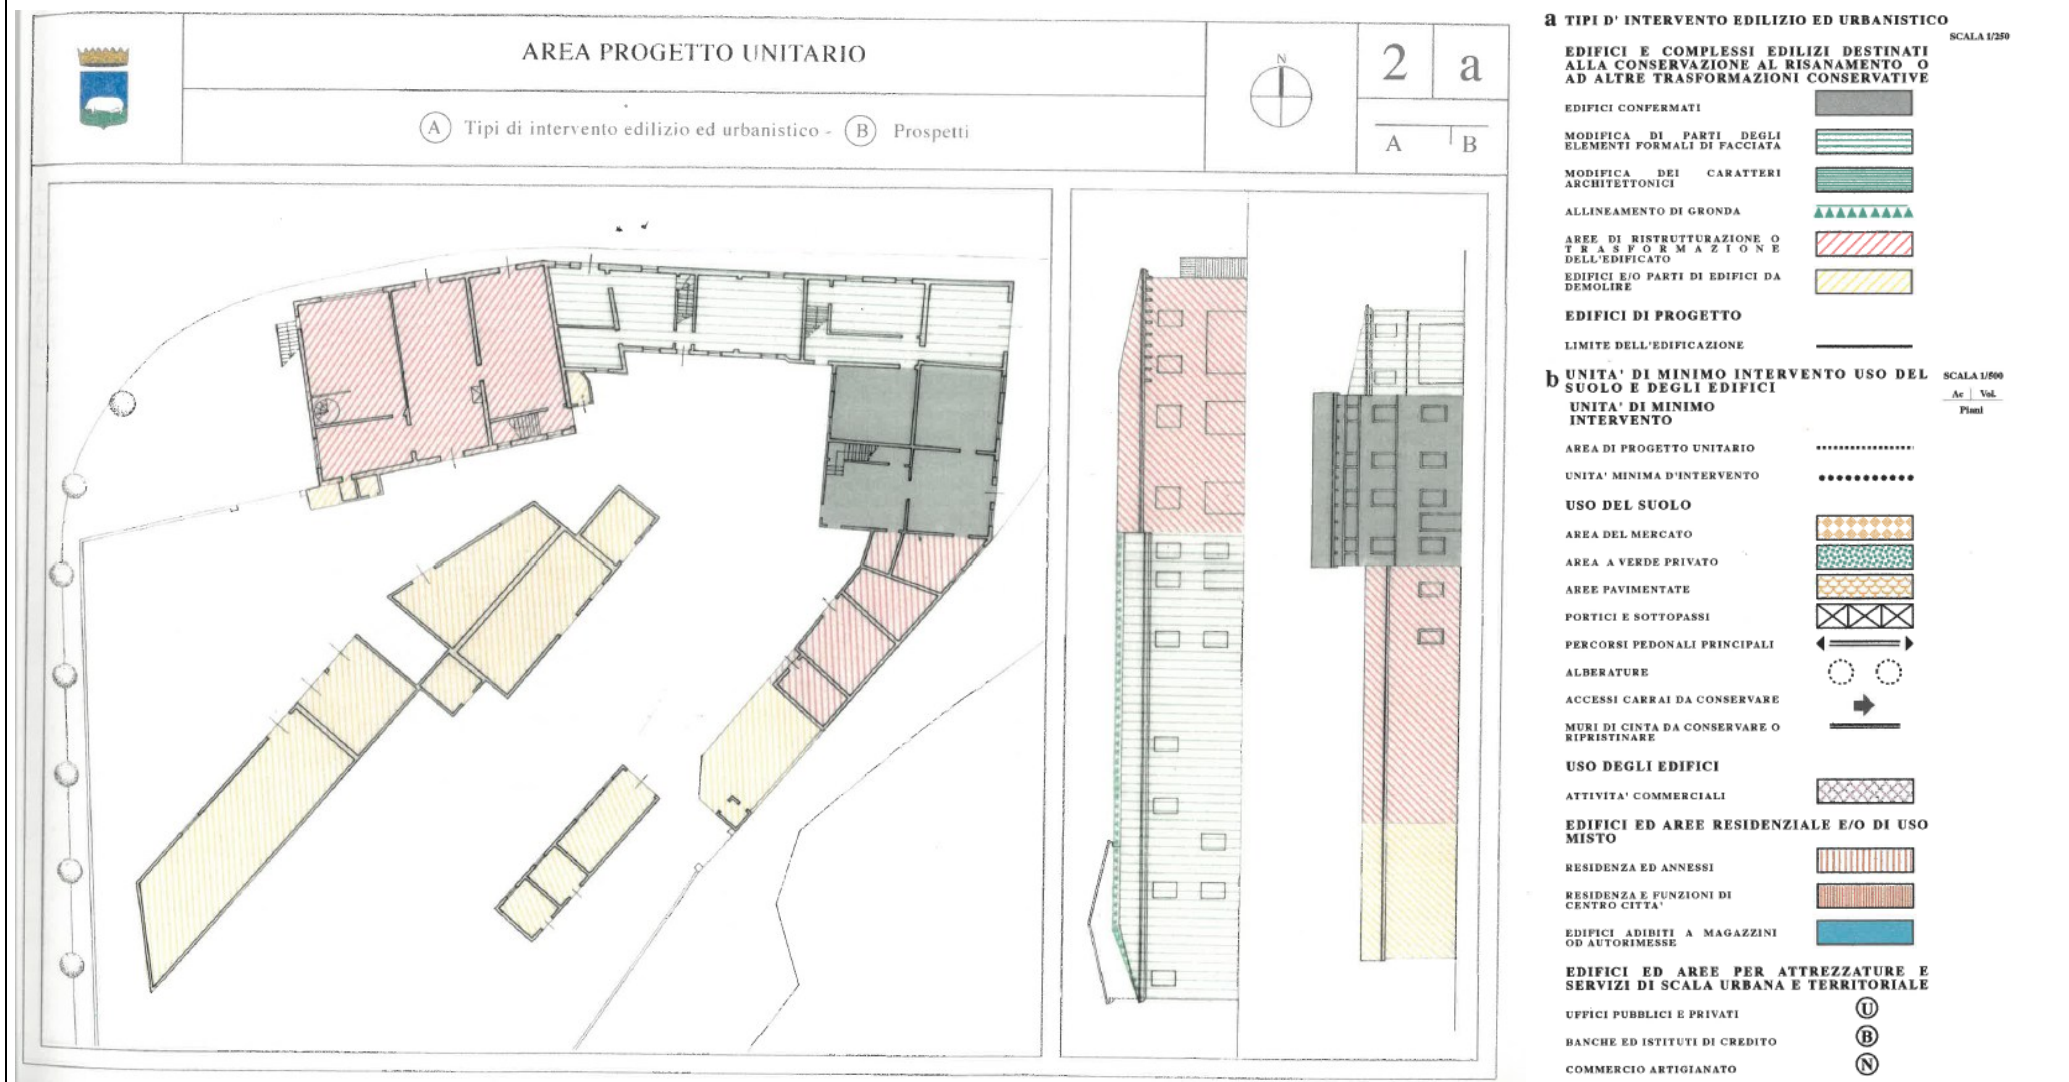 AREA PROGETTO UNITARIO
A Tipi di intervento edilizio ed urbanistico - B Prospetti
N
2 a
A B
a TIPI D' INTERVENTO EDILIZIO ED URBANISTICO
SCALA 1/250
EDIFICI E COMPLESSI EDILIZI DESTINATI
ALLA CONSERVAZIONE AL RISANAMENTO O
AD ALTRE TRASFORMAZIONI CONSERVATIVE
EDIFICI CONFERMATI
MODIFICA DI PARTI DEGLI
ELEMENTI FORMALI DI FACCIATA
MODIFICA DEI CARATTERI
ARCHITETTONICI
ALLINEAMENTO DI GRONDA
AREE DI RISTRUTTURAZIONE O
TRASFORMAZIONE
DELL'EDIFICATO
EDIFICI E/O PARTI DI EDIFICI DA
DEMOLIRE
EDIFICI DI PROGETTO
LIMITE DELL'EDIFICAZIONE
b UNITA' DI MINIMO INTERVENTO USO DEL
SUOLO E DEGLI EDIFICI
SCALA 1/500
Ac Vol.
Piani
UNITA' DI MINIMO
INTERVENTO
AREA DI PROGETTO UNITARIO
UNITA' MINIMA D'INTERVENTO
USO DEL SUOLO
AREA DEL MERCATO
AREA A VERDE PRIVATO
AREE PAVIMENTATE
PORTICI E SOTTOPASSI
PERCORSI PEDONALI PRINCIPALI
ALBERATURE
ACCESSI CARRAI DA CONSERVARE
MURI DI CINTA DA CONSERVARE O
RIPRISTINARE
USO DEGLI EDIFICI
ATTIVITA' COMMERCIALI
EDIFICI ED AREE RESIDENZIALE E/O DI USO
MISTO
RESIDENZA ED ANNESSI
RESIDENZA E FUNZIONI DI
CENTRO CITTA'
EDIFICI ADIBITI A MAGAZZINI
OD AUTORIMESSE
EDIFICI ED AREE PER ATTREZZATURE E
SERVIZI DI SCALA URBANA E TERRITORIALE
UFFICI PUBBLICI E PRIVATI U
BANCHE ED ISTITUTI DI CREDITO B
COMMERCIO ARTIGIANATO N